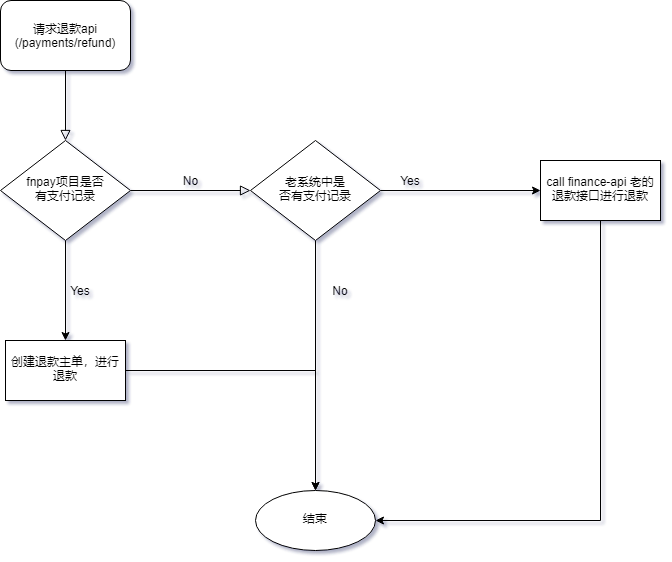 请求退款api
(/payments/refund)
fnpay项目是否
有支付记录
No
老系统中是
否有支付记录
Yes
call finance-api 老的
退款接口进行退款
Yes
No
创建退款主单，进行
退款
结束